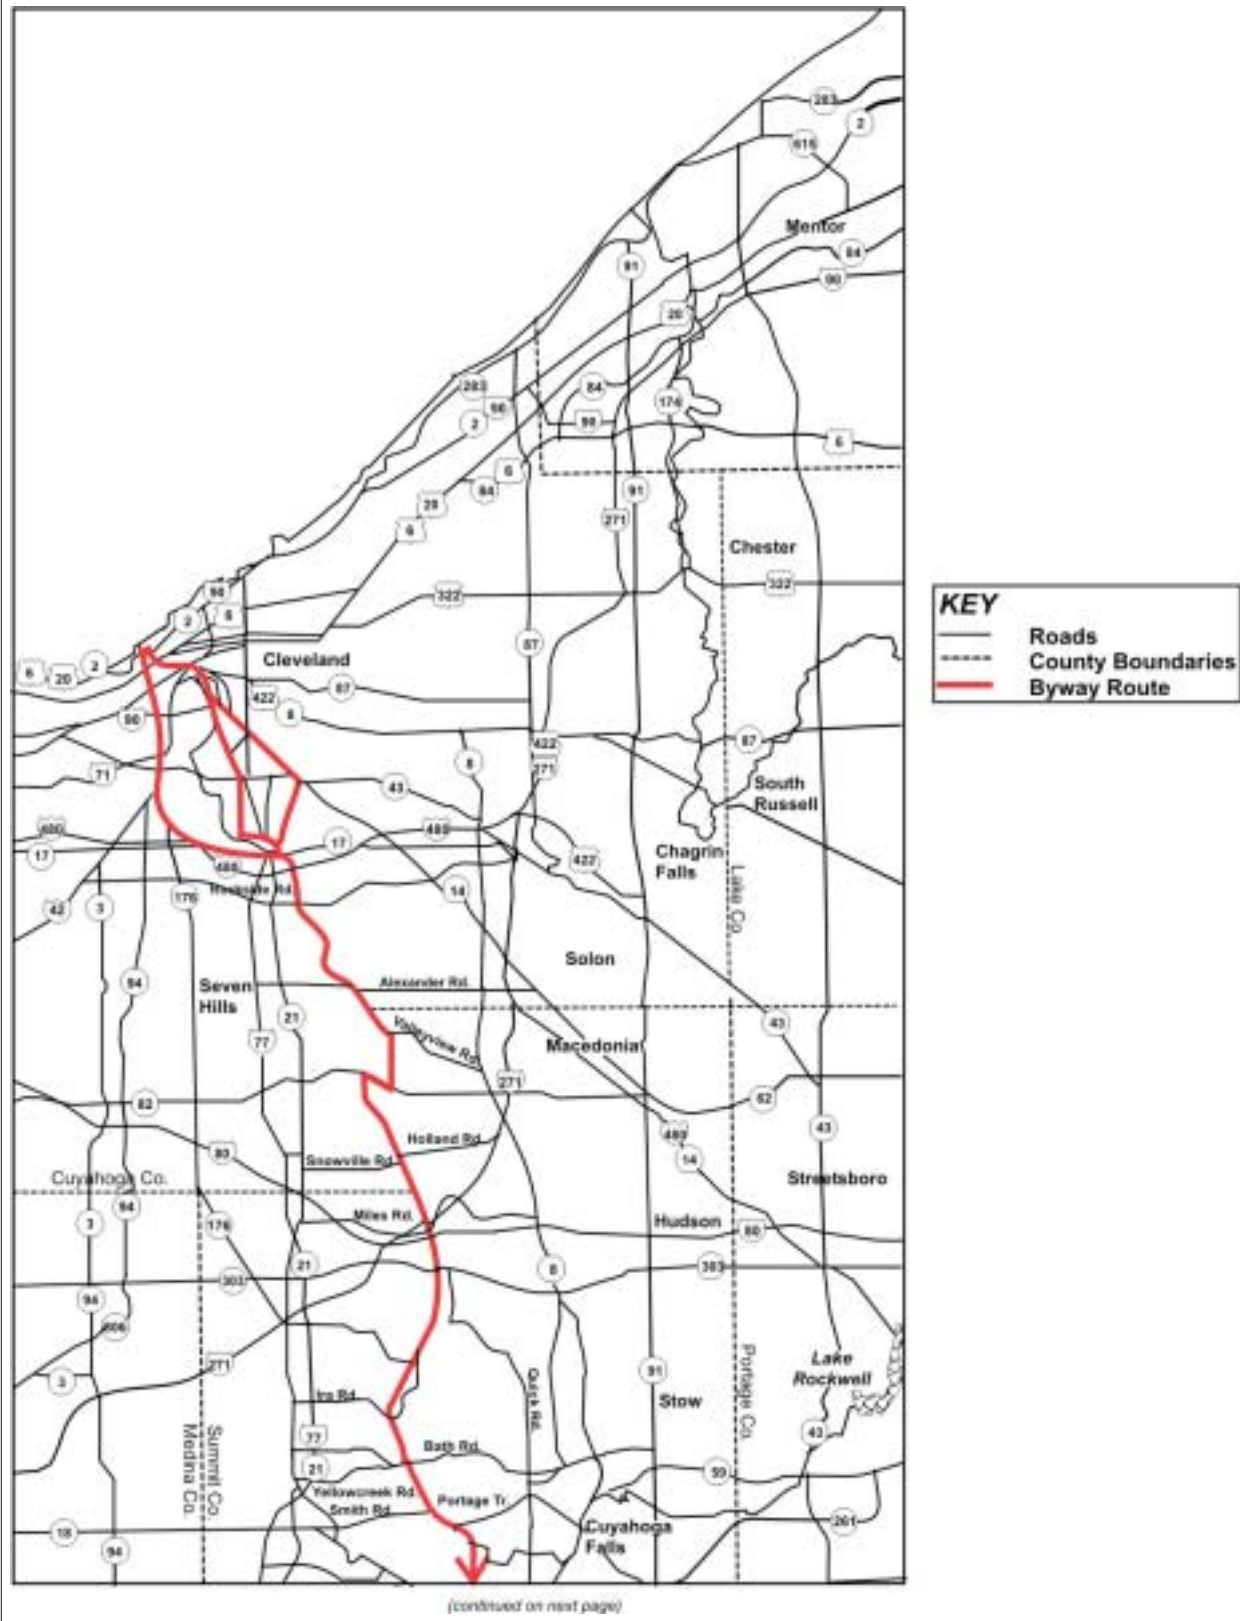 283
2
615
Mentor
84
91
90
20
283
84
90
174
2
90
6
6
91
84
20
271
6
Chester
322
322
90
6
2
KEY
Roads
County Boundaries
Byway Route
Cleveland
87
2
6
20
422
87
8
90
422
87
8
271
71
43
South
Russell
480
480
17
17
422
Chagrin
Falls
480
14
Lake Co.
176
42
3
Solon
94
Seven
Hills
Alexander Rd.
21
43
Valleyview Rd.
Macedonia
77
271
82
82
43
480
Holland Rd.
80
14
Snowville Rd.
Cuyahoga Co.
Streetsboro
94
3
Miles Rd.
176
Hudson
80
21
8
303
303
94
606
271
Lake
Rockwell
3
91
Portage Co.
Ira Rd.
Quick Rd.
Stow
43
77
Bath Rd.
Summit Co.
Medina Co.
21
59
Yellowcreek Rd.
Smith Rd.
Portage Tr.
261
18
Cuyahoga
Falls
94
(continued on next page)